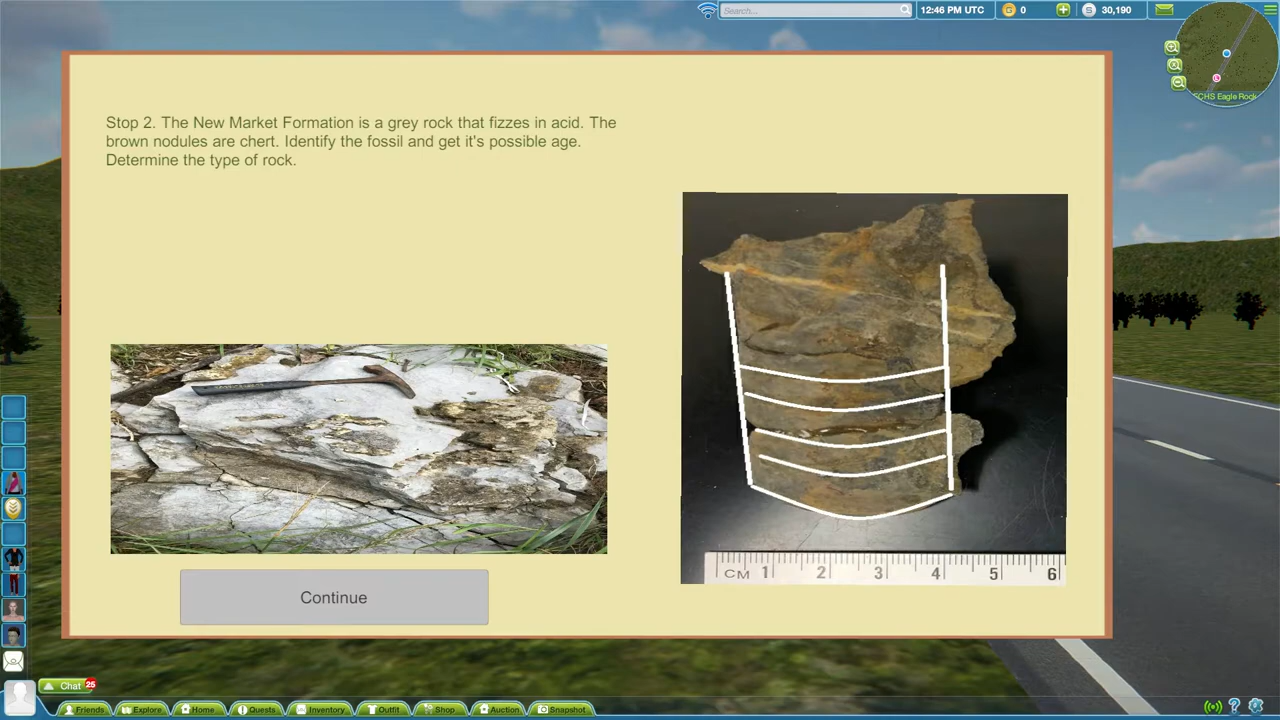 Search...
12:46 PM UTC
0
30,190
ECHS Eagle Rock
Stop 2. The New Market Formation is a grey rock that fizzes in acid. The
brown nodules are chert. Identify the fossil and get it's possible age.
Determine the type of rock.
CM 1 2 3 4 5 6
Continue
Chat 25
Friends
Explore
Home
Quests
Inventory
Outfit
Shop
Auction
Snapshot